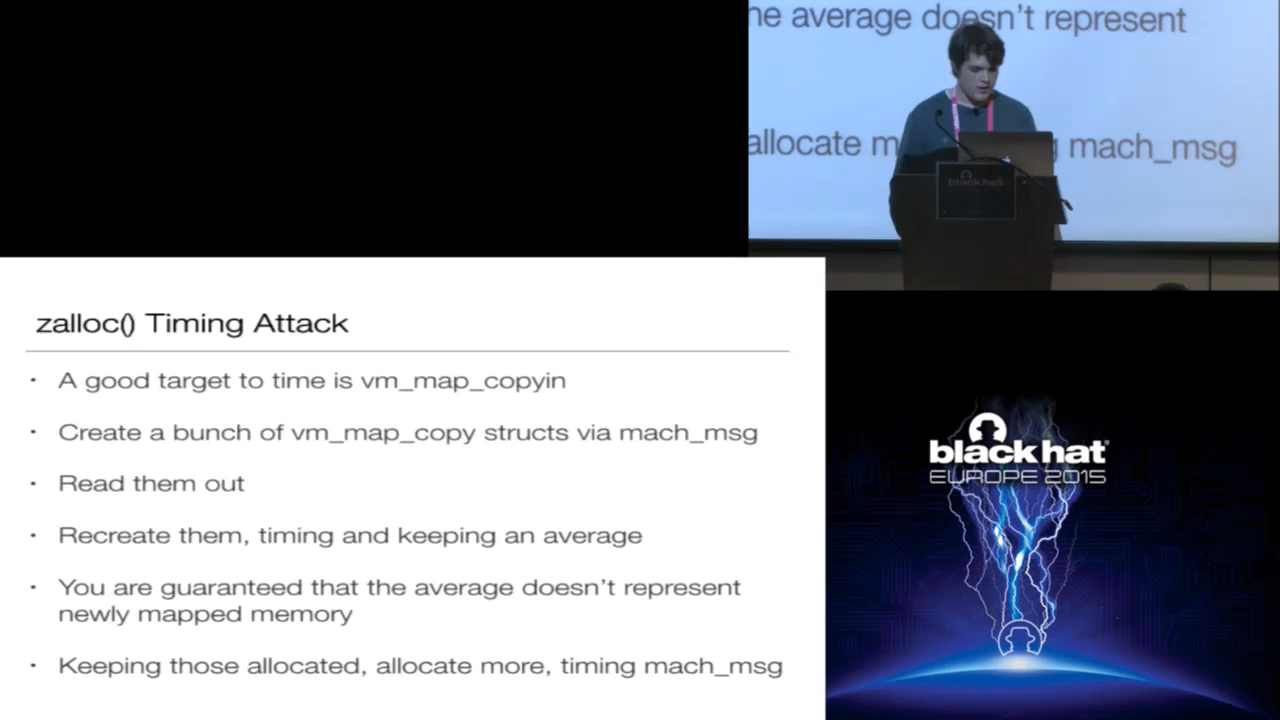 he average doesn't represent
allocate m mach_msg
black hat
zalloc() Timing Attack
· A good target to time is vm_map_copyin
· Create a bunch of vm_map_copy structs via mach_msg
· Read them out
· Recreate them, timing and keeping an average
· You are guaranteed that the average doesn't represent
newly mapped memory
· Keeping those allocated, allocate more, timing mach_msg
black hat
EUROPE 2015